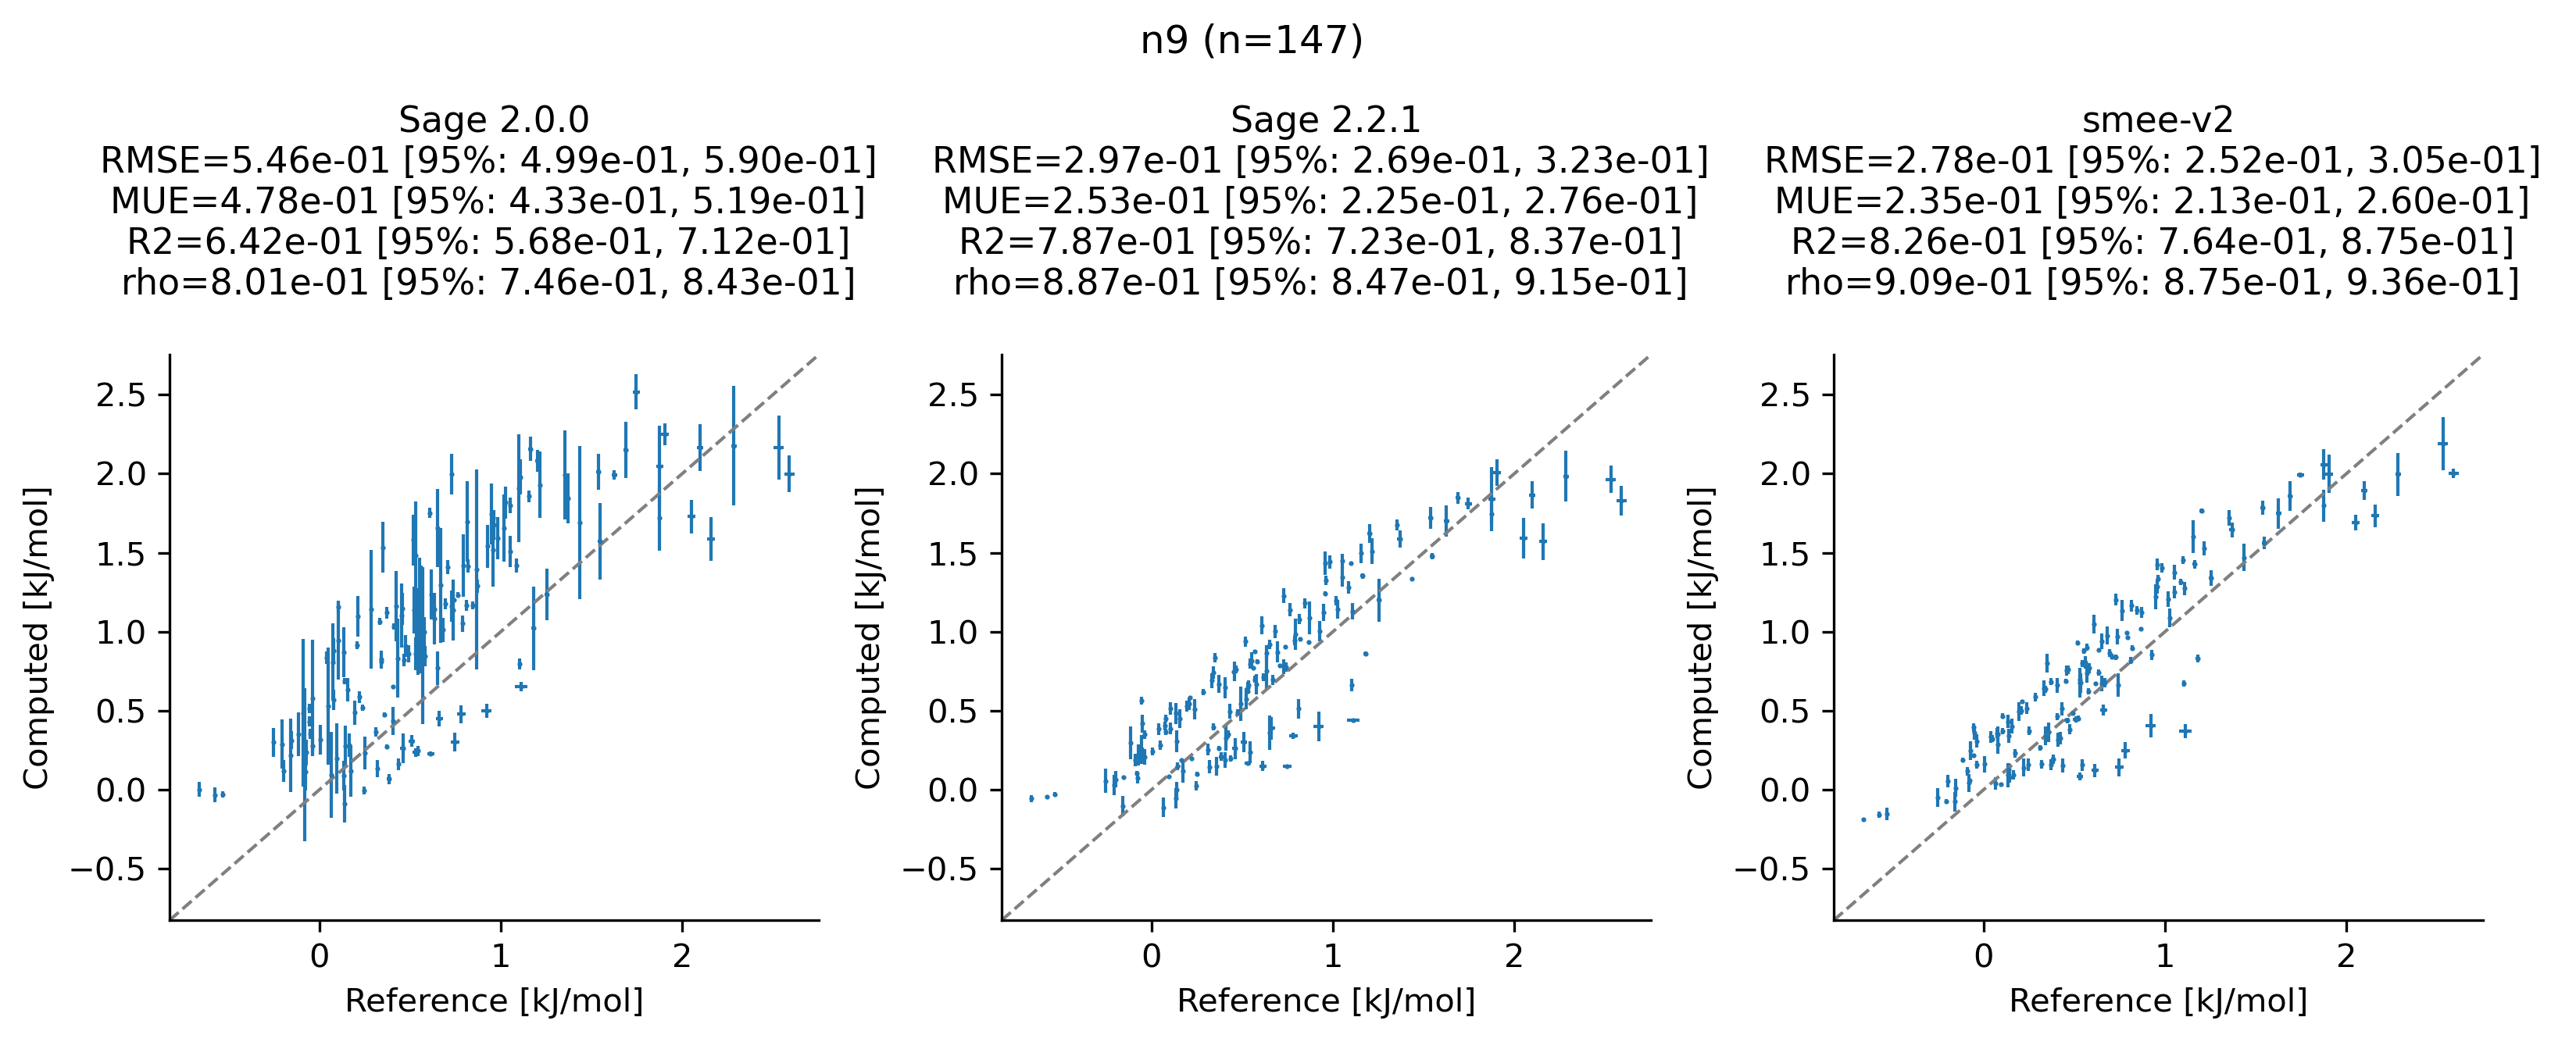 n9 (n=147)
Sage 2.0.0
RMSE=5.46e-01 [95%: 4.99e-01, 5.90e-01]
MUE=4.78e-01 [95%: 4.33e-01, 5.19e-01]
R2=6.42e-01 [95%: 5.68e-01, 7.12e-01]
rho=8.01e-01 [95%: 7.46e-01, 8.43e-01]
Computed [kJ/mol]
2.5
2.0
1.5
1.0
0.5
0.0
−0.5
0 1 2
Reference [kJ/mol]
Sage 2.2.1
RMSE=2.97e-01 [95%: 2.69e-01, 3.23e-01]
MUE=2.53e-01 [95%: 2.25e-01, 2.76e-01]
R2=7.87e-01 [95%: 7.23e-01, 8.37e-01]
rho=8.87e-01 [95%: 8.47e-01, 9.15e-01]
Computed [kJ/mol]
2.5
2.0
1.5
1.0
0.5
0.0
−0.5
0 1 2
Reference [kJ/mol]
smee-v2
RMSE=2.78e-01 [95%: 2.52e-01, 3.05e-01]
MUE=2.35e-01 [95%: 2.13e-01, 2.60e-01]
R2=8.26e-01 [95%: 7.64e-01, 8.75e-01]
rho=9.09e-01 [95%: 8.75e-01, 9.36e-01]
Computed [kJ/mol]
2.5
2.0
1.5
1.0
0.5
0.0
−0.5
0 1 2
Reference [kJ/mol]